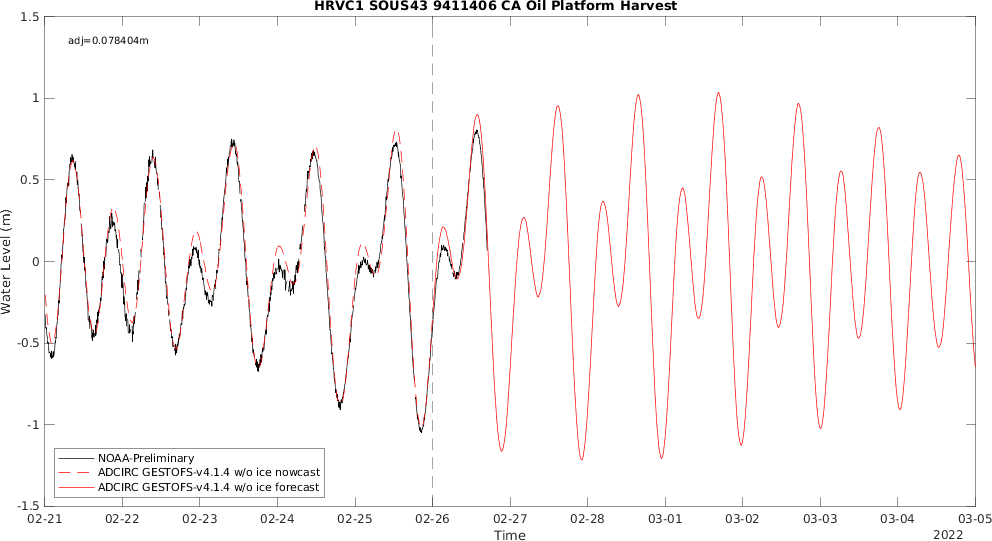 HRVC1 SOUS43 9411406 CA Oil Platform Harvest
1.5
adj=0.078404m
1
0.5
0
-0.5
-1
-1.5
Water Level (m)
NOAA-Preliminary
ADCIRC GESTOFS-v4.1.4 w/o ice nowcast
ADCIRC GESTOFS-v4.1.4 w/o ice forecast
02-21 02-22 02-23 02-24 02-25 02-26 02-27 02-28 03-01 03-02 03-03 03-04 03-05
Time
2022